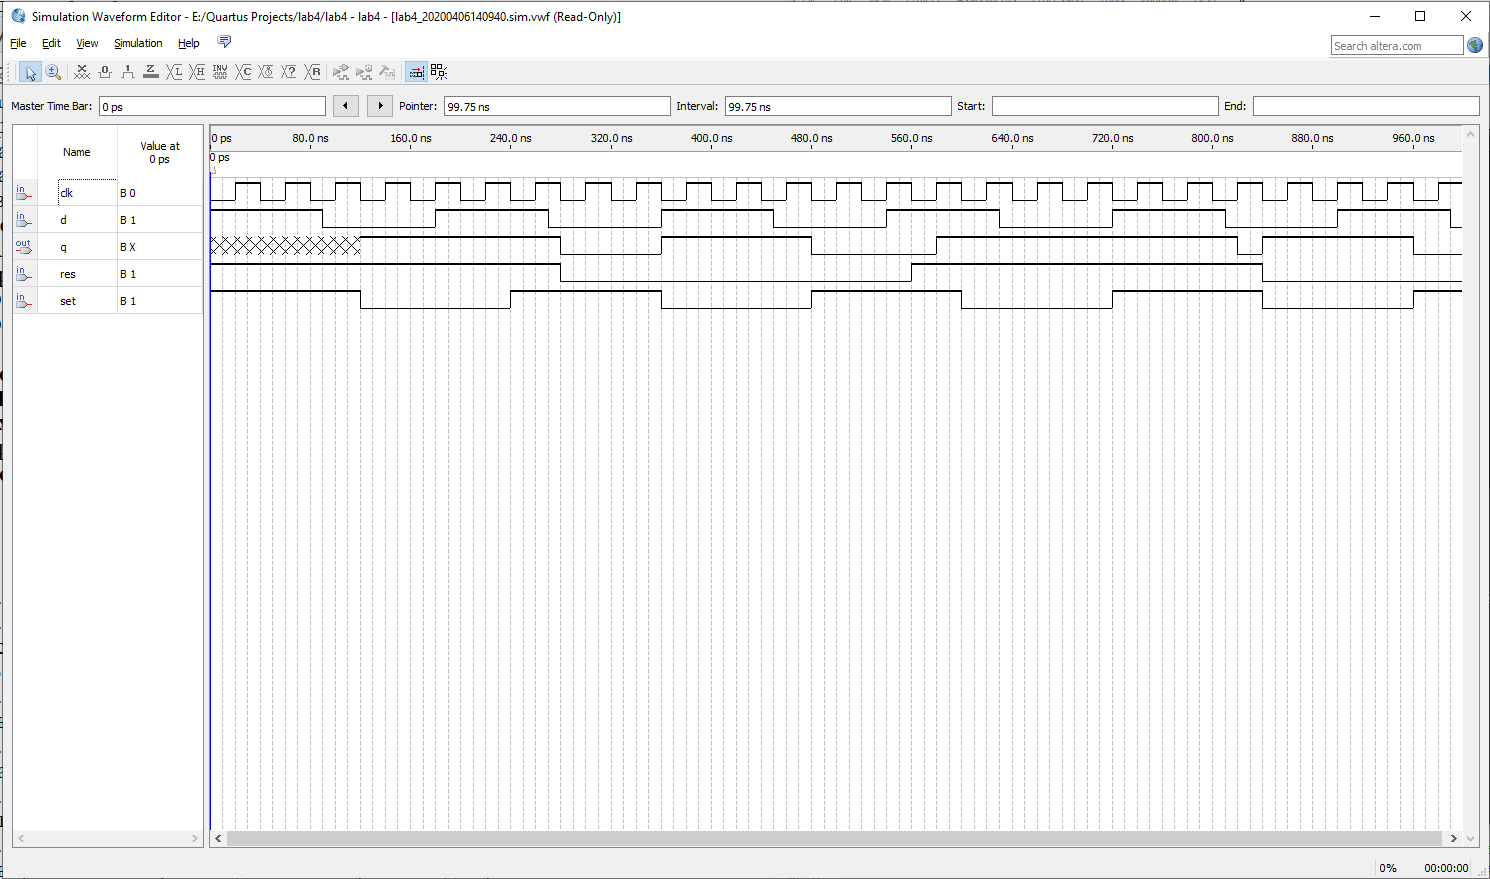 Simulation Waveform Editor - E:/Quartus Projects/lab4/lab4 - lab4 - [lab4_20200406140940.sim.vwf (Read-Only)]
File Edit View Simulation Help
Search altera.com
Master Time Bar: 0 ps Pointer: 99.75 ns Interval: 99.75 ns Start: End:
Name Value at 0 ps
0 ps 80.0 ns 160.0 ns 240.0 ns 320.0 ns 400.0 ns 480.0 ns 560.0 ns 640.0 ns 720.0 ns 800.0 ns 880.0 ns 960.0 ns
0 ps
in clk B 0
in d B 1
out q B X
in res B 1
in set B 1
0% 00:00:00